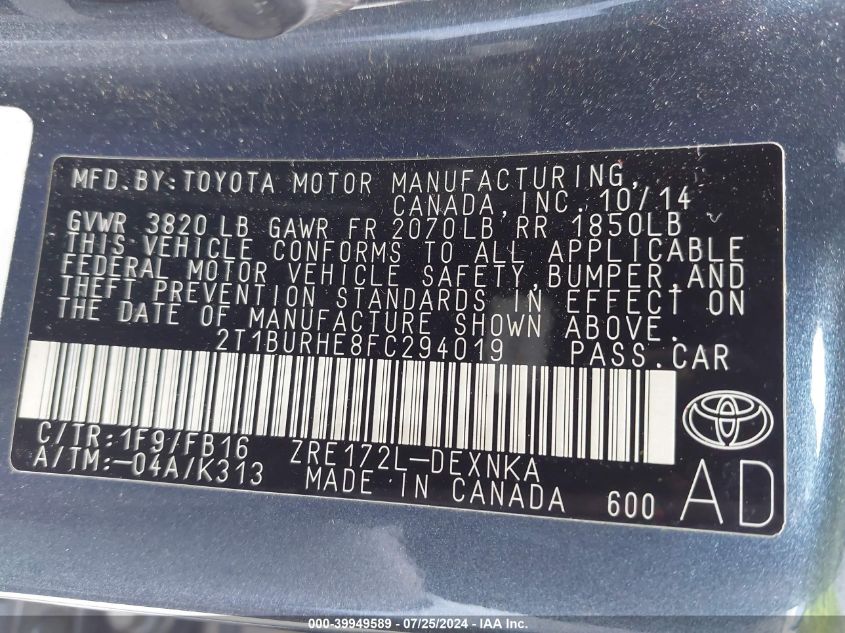 MFD.BY:TOYOTA MOTOR MANUFACTURING,
CANADA,INC. 10/14
GVWR 3820 LB GAWR FR 2070LB RR 1850LB
THIS VEHICLE CONFORMS TO ALL APPLICABLE
FEDERAL MOTOR VEHICLE SAFETY,BUMPER,AND
THEFT PREVENTION STANDARDS IN EFFECT ON
THE DATE OF MANUFACTURE SHOWN ABOVE.
2T1BURHE8FC294019 PASS.CAR
C/TR:1F9/FB16 ZRE172L-DEXNKA
A/TM:-04A/K313 MADE IN CANADA 600 AD
000-39949589 - 07/25/2024 - IAA Inc.